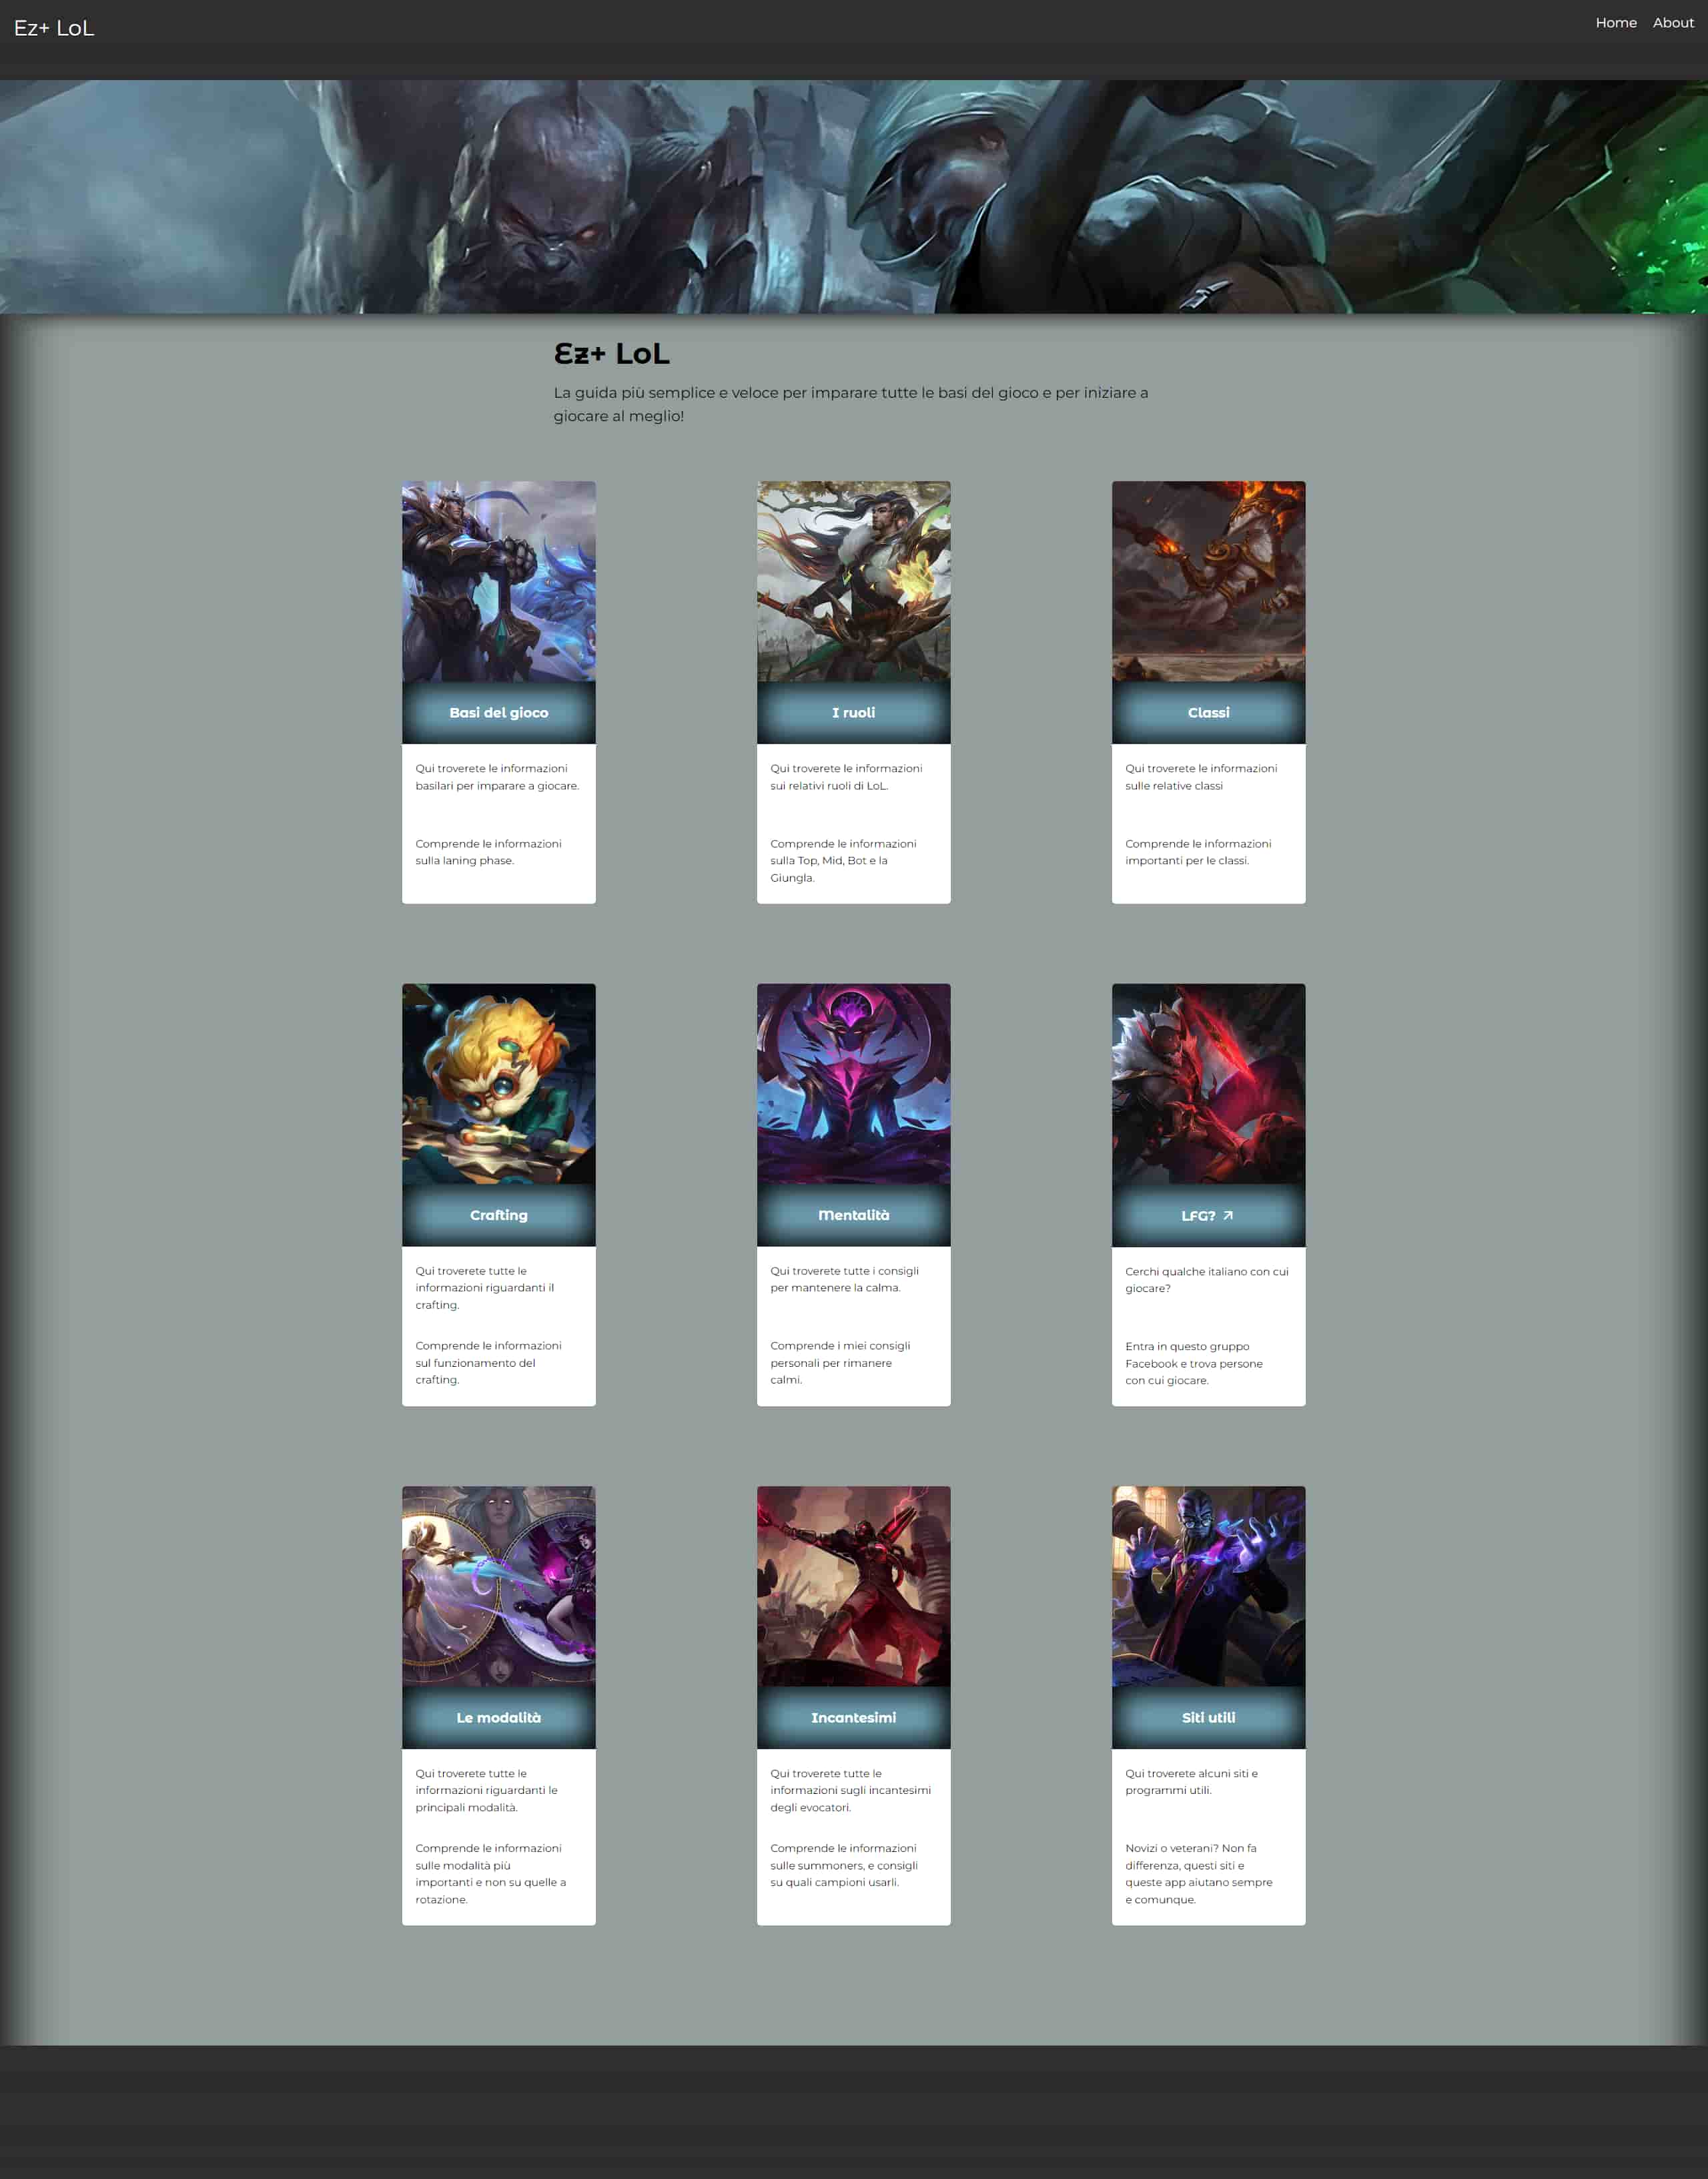 Ez+ LoL
Home
About
Ez+ LoL
La guida più semplice e veloce per imparare tutte le basi del gioco e per iniziare a
giocare al meglio!
Basi del gioco
Qui troverete le informazioni
basilari per imparare a giocare.
Comprende le informazioni
sulla laning phase.
I ruoli
Qui troverete le informazioni
sui relativi ruoli di LoL.
Comprende le informazioni
sulla Top, Mid, Bot e la
Giungla.
Classi
Qui troverete le informazioni
sulle relative classi
Comprende le informazioni
importanti per le classi.
Crafting
Qui troverete tutte le
informazioni riguardanti il
crafting.
Comprende le informazioni
sul funzionamento del
crafting.
Mentalità
Qui troverete tutte i consigli
per mantenere la calma.
Comprende i miei consigli
personali per rimanere
calmi.
LFG?
Cerchi qualche italiano con cui
giocare?
Entra in questo gruppo
Facebook e trova persone
con cui giocare.
Le modalità
Qui troverete tutte le
informazioni riguardanti le
principali modalità.
Comprende le informazioni
sulle modalità più
importanti e non su quelle a
rotazione.
Incantesimi
Qui troverete tutte le
informazioni sugli incantesimi
degli evocatori.
Comprende le informazioni
sulle summoners, e consigli
su quali campioni usarli.
Siti utili
Qui troverete alcuni siti e
programmi utili.
Novizi o veterani? Non fa
differenza, questi siti e
queste app aiutano sempre
e comunque.